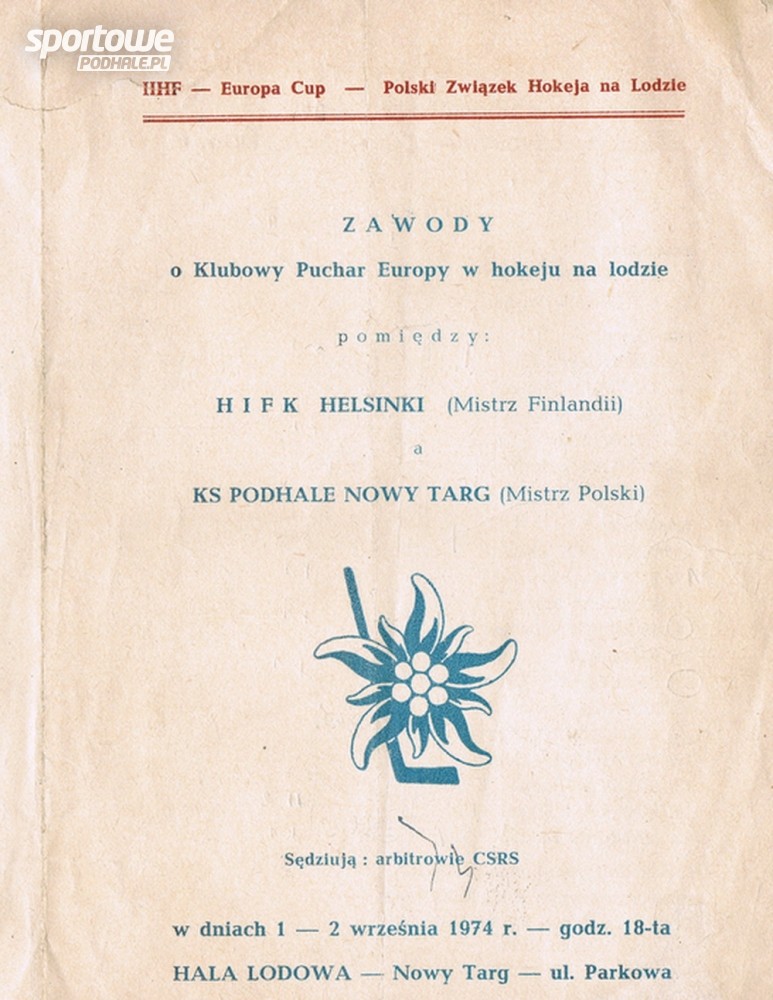 sportowe
PODHALE.PL
IIHF — Europa Cup — Polski Związek Hokeja na Lodzie
ZAWODY
o Klubowy Puchar Europy w hokeju na lodzie
pomiędzy:
HIFK HELSINKI (Mistrz Finlandii)
a
KS PODHALE NOWY TARG (Mistrz Polski)
Sędziują : arbitrowie CSRS
w dniach 1 — 2 września 1974 r. — godz. 18-ta
HALA LODOWA — Nowy Targ — ul. Parkowa